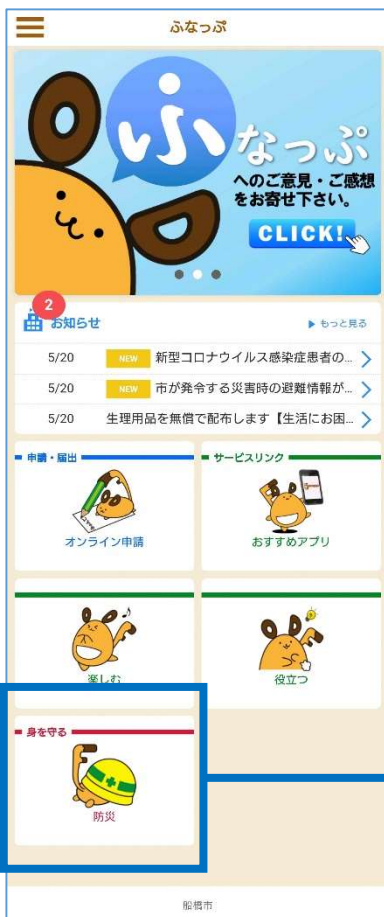 ふなっぷ
ふなっぷ
へのご意見・ご感想
をお寄せ下さい。
CLICK!
2
お知らせ
▶ もっと見る
5/20 NEW 新型コロナウイルス感染症患者の...
5/20 NEW 市が発令する災害時の避難情報が...
5/20 生理用品を無償で配布します【生活にお困...
申請・届出
サービスリンク
オンライン申請
おすすめアプリ
楽しむ
役立つ
身を守る
防災
船橋市